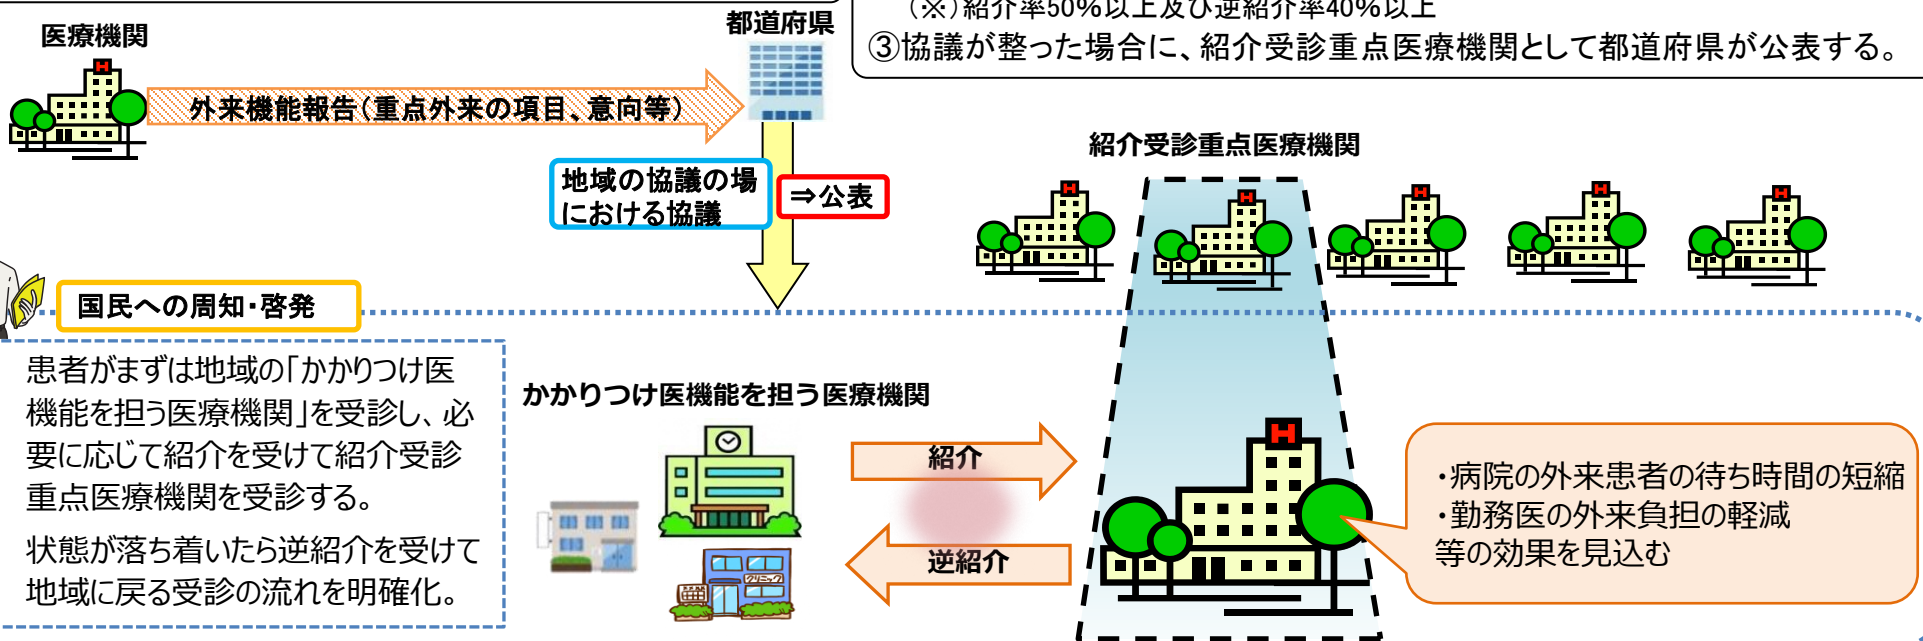 (※)紹介率50%以上及び逆紹介率40%以上
③協議が整った場合に、紹介受診重点医療機関として都道府県が公表する。
医療機関
都道府県
外来機能報告(重点外来の項目、意向等)
地域の協議の場
における協議
⇒公表
紹介受診重点医療機関
国民への周知・啓発
患者がまずは地域の「かかりつけ医
機能を担う医療機関」を受診し、必
要に応じて紹介を受けて紹介受診
重点医療機関を受診する。
状態が落ち着いたら逆紹介を受けて
地域に戻る受診の流れを明確化。
かかりつけ医機能を担う医療機関
クリニック
紹介
逆紹介
・病院の外来患者の待ち時間の短縮
・勤務医の外来負担の軽減
等の効果を見込む